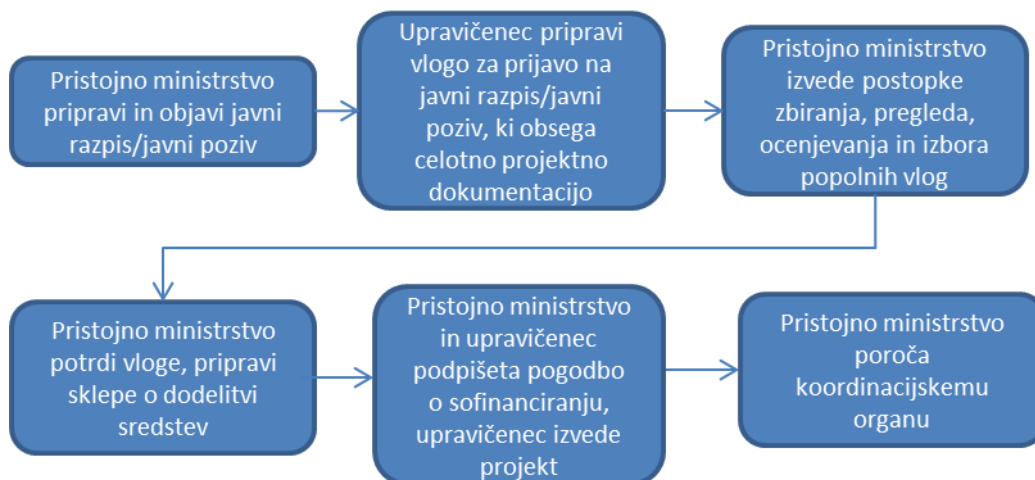 Pristojno ministrstvo
pripravi in objavi javni
razpis/javni poziv
Upravičenec pripravi
vlogo za prijavo na
javni razpis/javni
poziv, ki obsega
celotno projektno
dokumentacijo
Pristojno ministrstvo
izvede postopke
zbiranja, pregleda,
ocenjevanja in izbora
popolnih vlog
Pristojno ministrstvo
potrdi vloge, pripravi
sklepe o dodelitvi
sredstev
Pristojno ministrstvo
in upravičenec
podpišeta pogodbo
o sofinanciranju,
upravičenec izvede
projekt
Pristojno ministrstvo
poroča
koordinacijskemu
organu